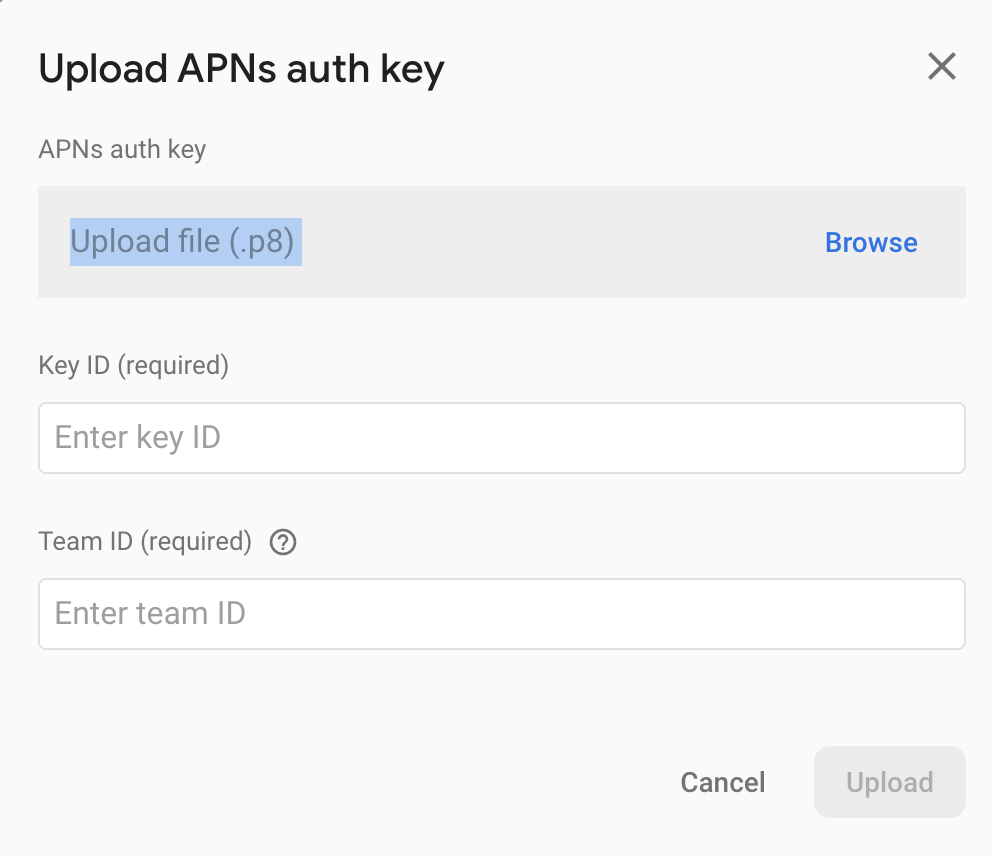 Upload APNs auth key
APNs auth key
Upload file (.p8)
Browse
Key ID (required)
Enter key ID
Team ID (required)
Enter team ID
Cancel
Upload